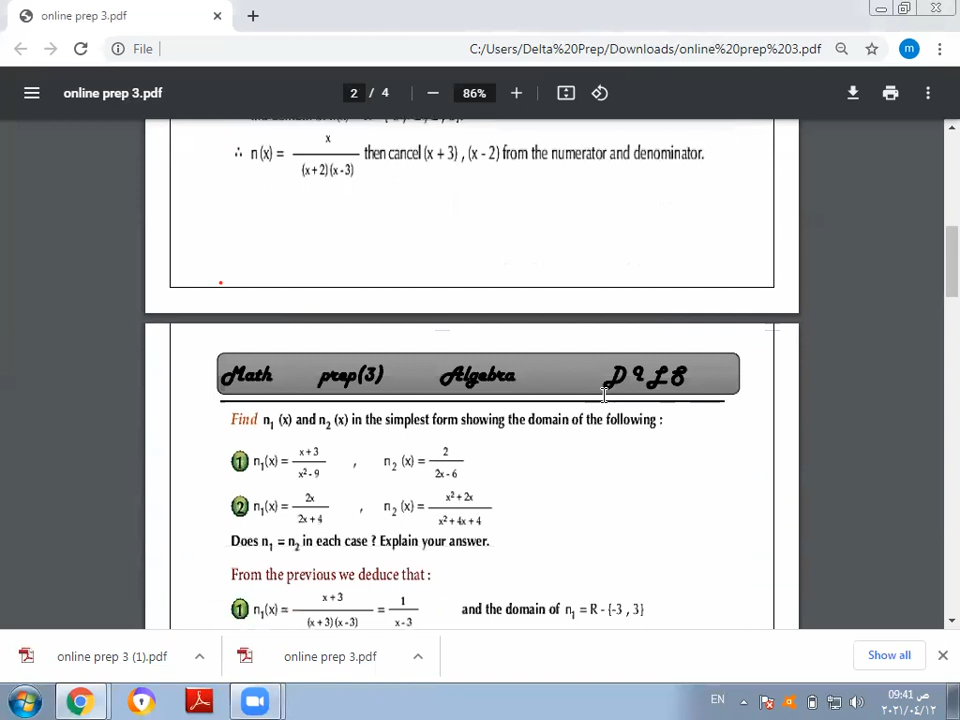 online prep 3.pdf
File
C:/Users/Delta%20Prep/Downloads/online%20prep%203.pdf
m
online prep 3.pdf
2 / 4
86%
∴ n (x) = x / (x + 2) (x - 3) then cancel (x + 3) , (x - 2) from the numerator and denominator.
Math prep(3) Algebra
Find n1 (x) and n2 (x) in the simplest form showing the domain of the following :
1 n1(x) = x + 3 / x² - 9 , n2 (x) = 2 / 2x - 6
2 n1(x) = 2x / 2x + 4 , n2 (x) = x² + 2x / x² + 4x + 4
Does n1 = n2 in each case ? Explain your answer.
From the previous we deduce that :
1 n1(x) = x + 3 / (x + 3) (x - 3) = 1 / x - 3 and the domain of n1 = R - {-3 , 3}
online prep 3 (1).pdf
online prep 3.pdf
Show all
EN
09:41 ص
٢٠٢١/٠٤/١٢